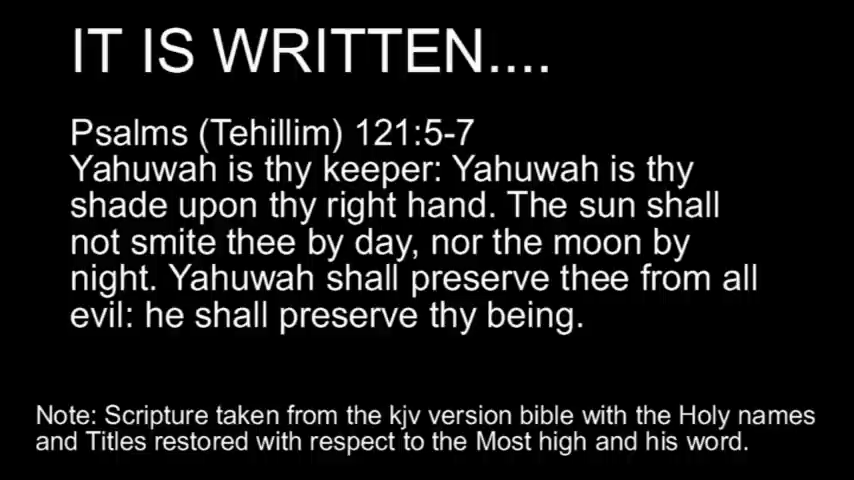 IT IS WRITTEN....
Psalms (Tehillim) 121:5-7
Yahuwah is thy keeper: Yahuwah is thy
shade upon thy right hand. The sun shall
not smite thee by day, nor the moon by
night. Yahuwah shall preserve thee from all
evil: he shall preserve thy being.
Note: Scripture taken from the kjv version bible with the Holy names
and Titles restored with respect to the Most high and his word.